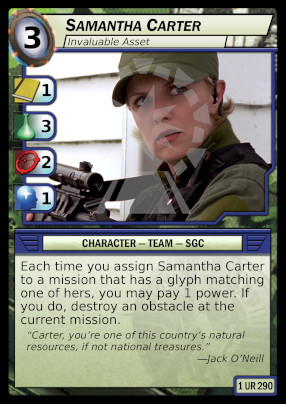 3
SAMANTHA CARTER
Invaluable Asset
1
3
2
1
CHARACTER – TEAM – SGC
Each time you assign Samantha Carter
to a mission that has a glyph matching
one of hers, you may pay 1 power. If
you do, destroy an obstacle at the
current mission.
"Carter, you're one of this country's natural
resources, if not national treasures."
—Jack O'Neill
1 UR 290